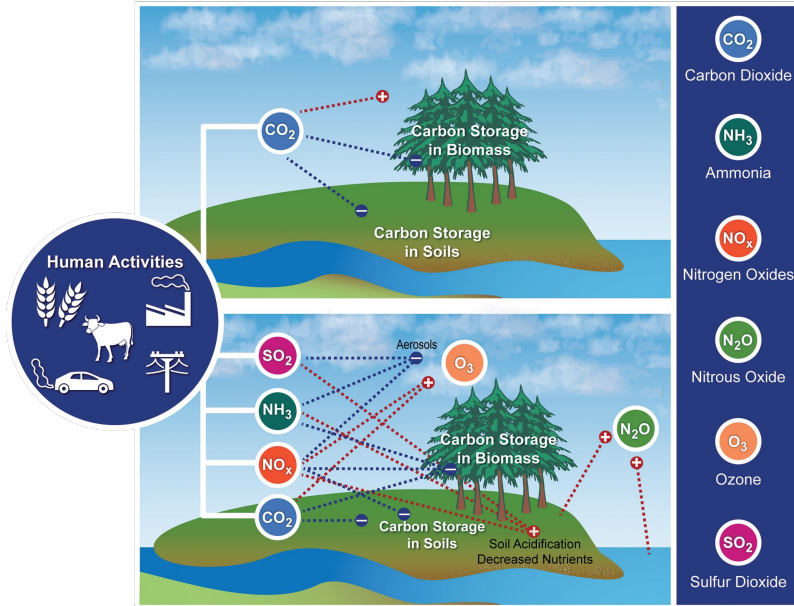 CO₂
Carbon Storage
in Biomass
Carbon Storage
in Soils
Human Activities
SO₂
NH₃
NOₓ
CO₂
Aerosols
O₃
Carbon Storage
in Biomass
N₂O
Carbon Storage
in Soils
Soil Acidification
Decreased Nutrients
CO₂
Carbon Dioxide
NH₃
Ammonia
NOₓ
Nitrogen Oxides
N₂O
Nitrous Oxide
O₃
Ozone
SO₂
Sulfur Dioxide